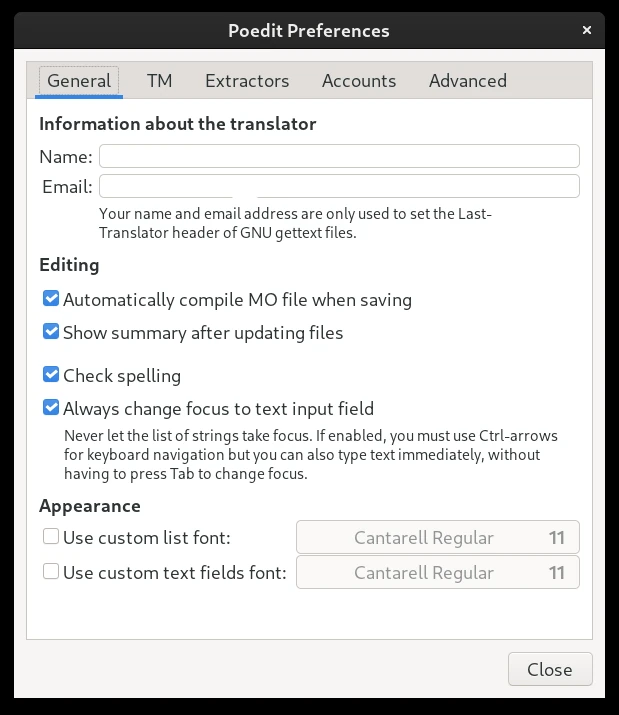 Poedit Preferences ×
General TM Extractors Accounts Advanced
Information about the translator
Name:
Email:
Your name and email address are only used to set the Last-
Translator header of GNU gettext files.
Editing
Automatically compile MO file when saving
Show summary after updating files
Check spelling
Always change focus to text input field
Never let the list of strings take focus. If enabled, you must use Ctrl-arrows
for keyboard navigation but you can also type text immediately, without
having to press Tab to change focus.
Appearance
Use custom list font: Cantarell Regular 11
Use custom text fields font: Cantarell Regular 11
Close